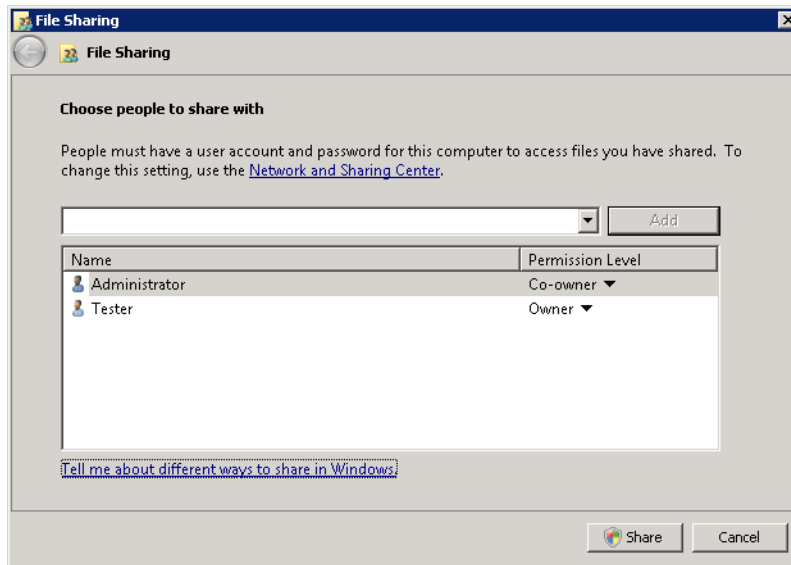 File Sharing
File Sharing
Choose people to share with
People must have a user account and password for this computer to access files you have shared. To
change this setting, use the Network and Sharing Center.
Add
Name Permission Level
Administrator Co-owner
Tester Owner
Tell me about different ways to share in Windows.
Share Cancel